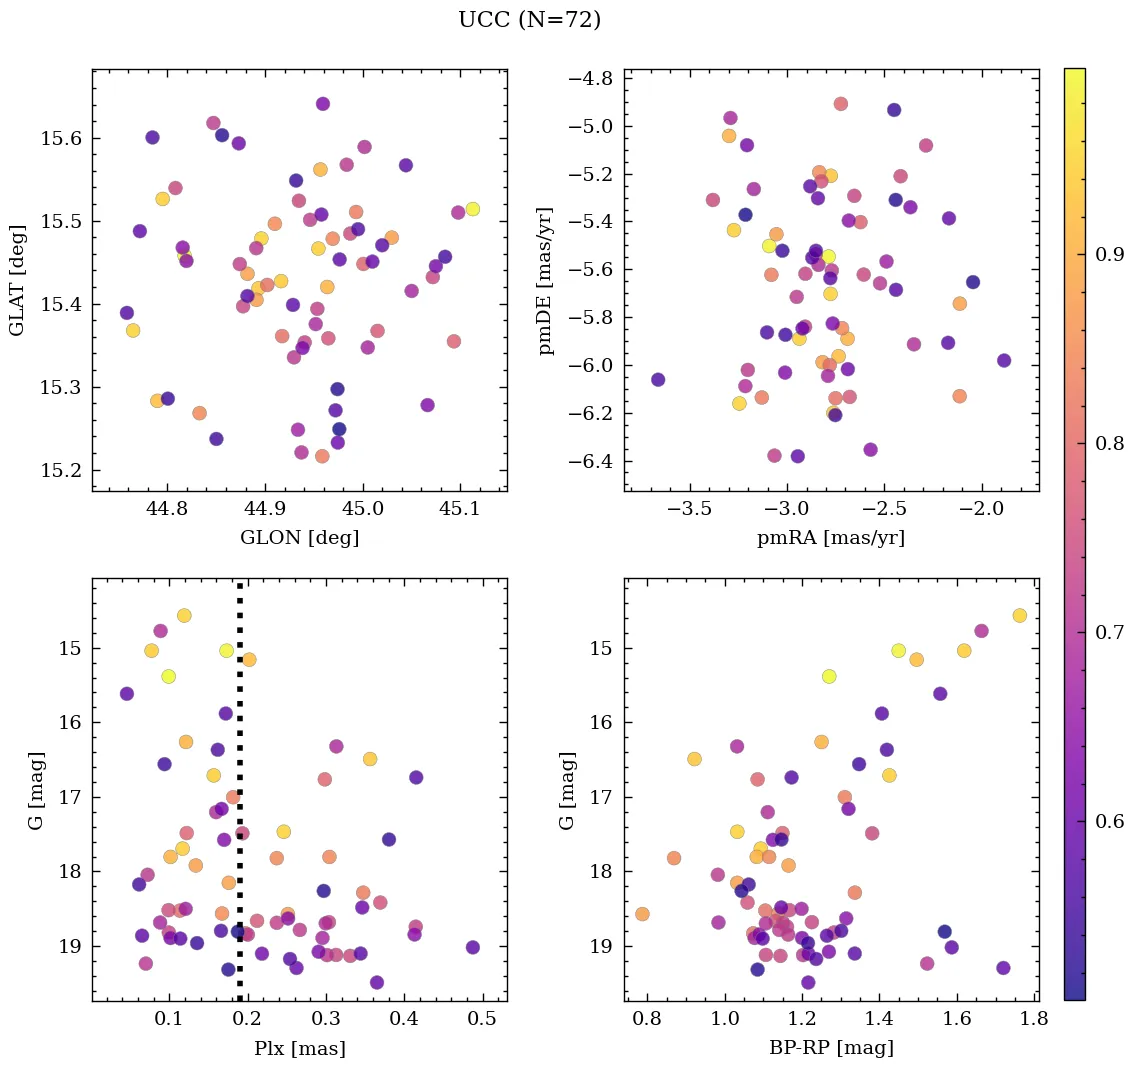 UCC (N=72)
15.6
15.5
15.4
15.3
15.2
GLAT [deg]
44.8 44.9 45.0 45.1
GLON [deg]
−4.8
−5.0
−5.2
−5.4
−5.6
−5.8
−6.0
−6.2
−6.4
pmDE [mas/yr]
−3.5 −3.0 −2.5 −2.0
pmRA [mas/yr]
15
16
17
18
19
G [mag]
0.1 0.2 0.3 0.4 0.5
Plx [mas]
15
16
17
18
19
G [mag]
0.8 1.0 1.2 1.4 1.6 1.8
BP-RP [mag]
0.9
0.8
0.7
0.6